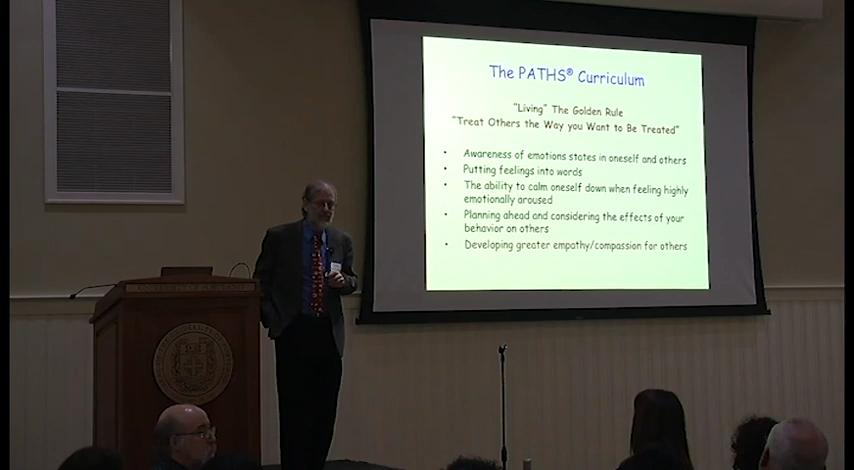 The PATHS® Curriculum
"Living" The Golden Rule
"Treat Others the Way you Want to Be Treated"
• Awareness of emotions states in oneself and others
• Putting feelings into words
• The ability to calm oneself down when feeling highly
emotionally aroused
• Planning ahead and considering the effects of your
behavior on others
• Developing greater empathy/compassion for others